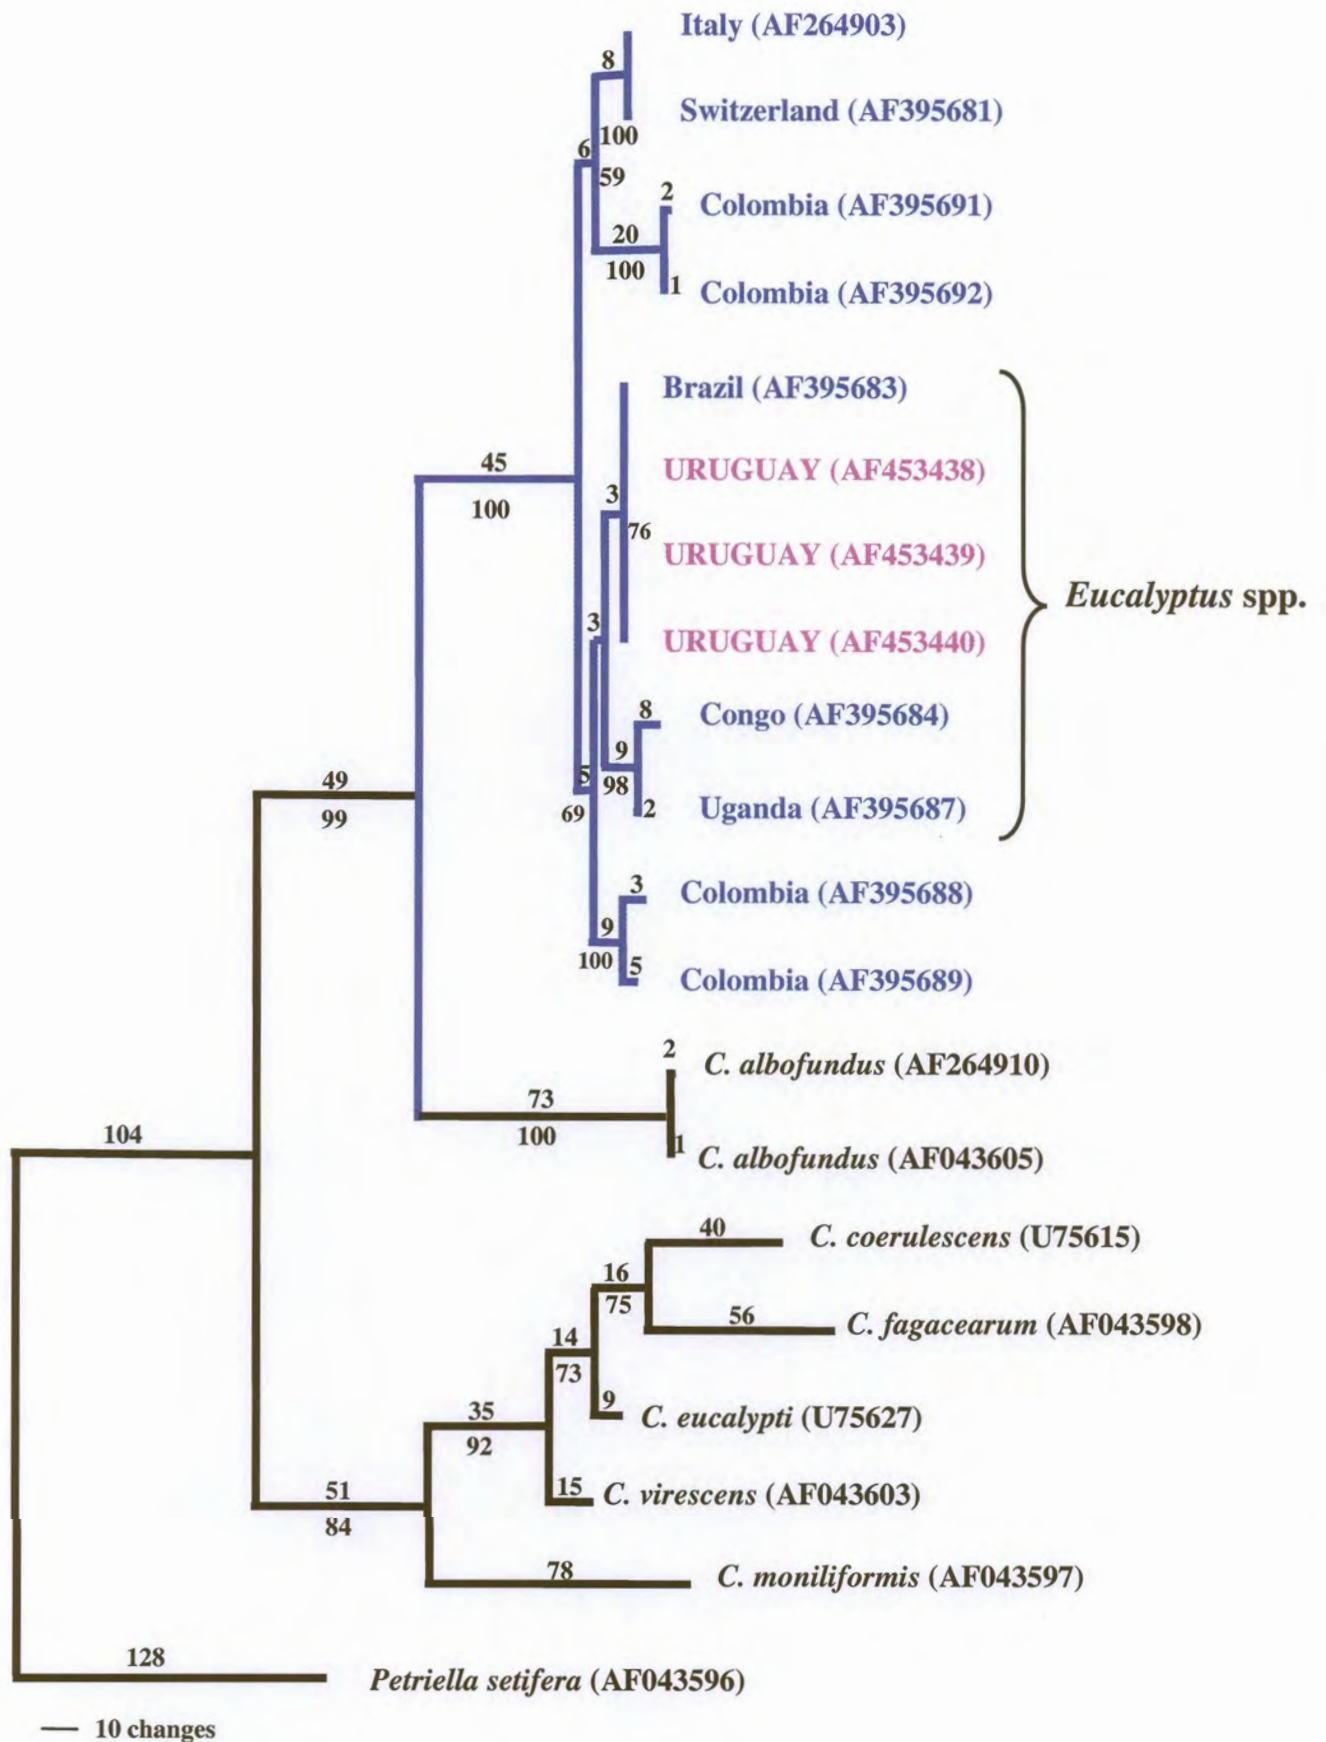 Italy (AF264903)
8
Switzerland (AF395681)
100
6
59
2
Colombia (AF395691)
20
100
1
Colombia (AF395692)
Brazil (AF395683)
45
100
URUGUAY (AF453438)
3
76
URUGUAY (AF453439)
Eucalyptus spp.
3
URUGUAY (AF453440)
8
Congo (AF395684)
9
98
5
69
2
Uganda (AF395687)
49
99
3
Colombia (AF395688)
9
100
5
Colombia (AF395689)
2
C. albofundus (AF264910)
73
100
1
C. albofundus (AF043605)
104
40
C. coerulescens (U75615)
16
75
56
C. fagacearum (AF043598)
14
73
9
C. eucalypti (U75627)
35
92
15
C. virescens (AF043603)
51
84
78
C. moniliformis (AF043597)
128
Petriella setifera (AF043596)
10 changes